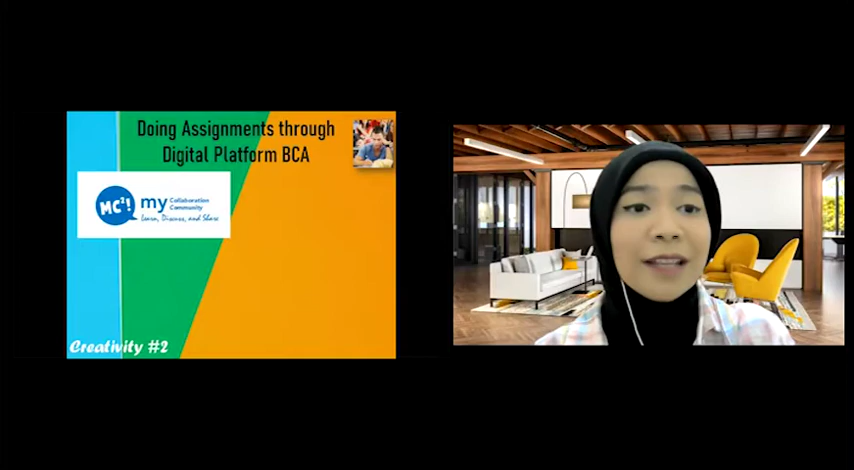 Doing Assignments through
Digital Platform BCA
MC²! my Collaboration
Community
Learn, Discuss, and Share
Creativity #2